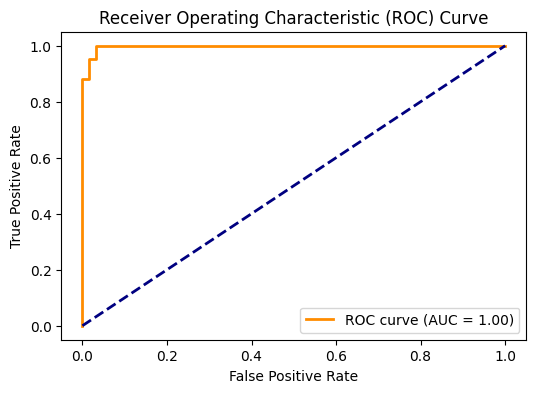 Receiver Operating Characteristic (ROC) Curve
True Positive Rate
1.0
0.8
0.6
0.4
0.2
0.0
ROC curve (AUC = 1.00)
0.0 0.2 0.4 0.6 0.8 1.0
False Positive Rate